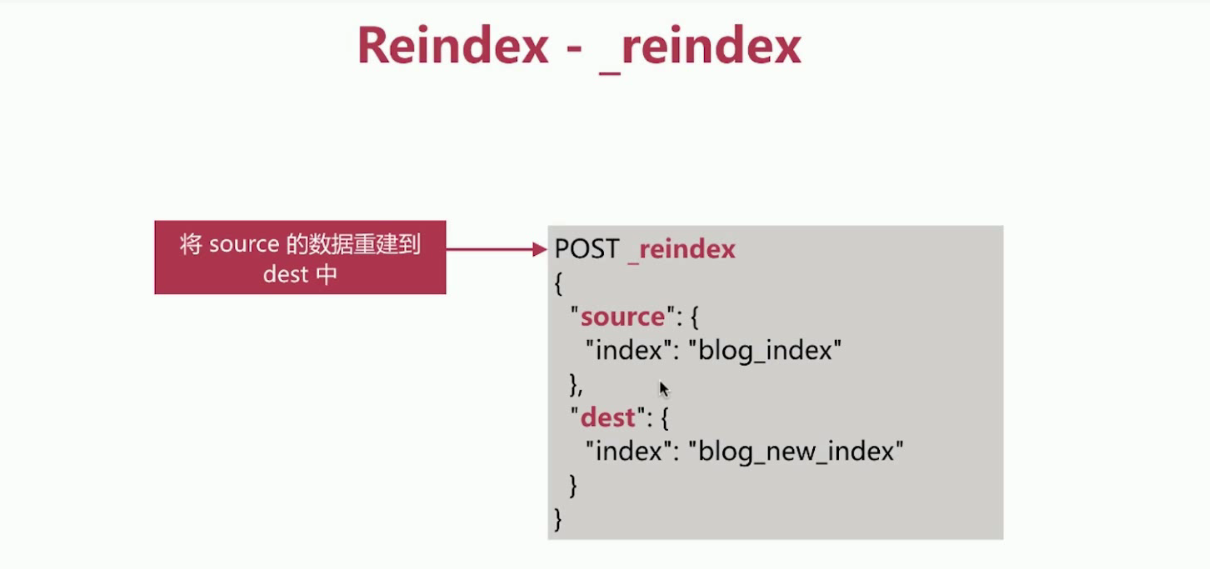 Reindex - _reindex
将 source 的数据重建到
dest 中
POST _reindex
{
"source": {
"index": "blog_index"
},
"dest": {
"index": "blog_new_index"
}
}